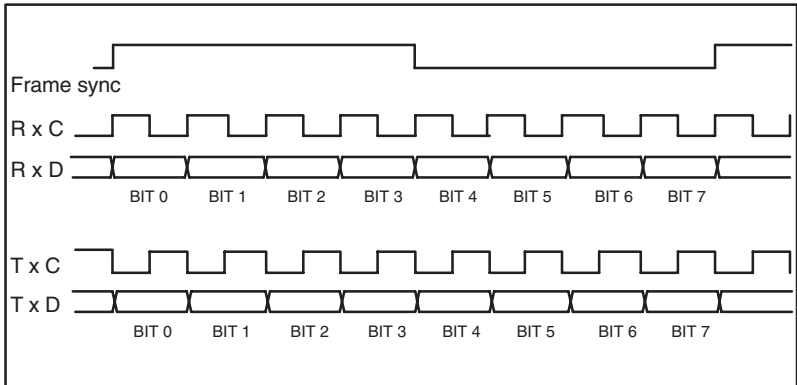 Frame sync
R x C
R x D
BIT 0 BIT 1 BIT 2 BIT 3 BIT 4 BIT 5 BIT 6 BIT 7
T x C
T x D
BIT 0 BIT 1 BIT 2 BIT 3 BIT 4 BIT 5 BIT 6 BIT 7